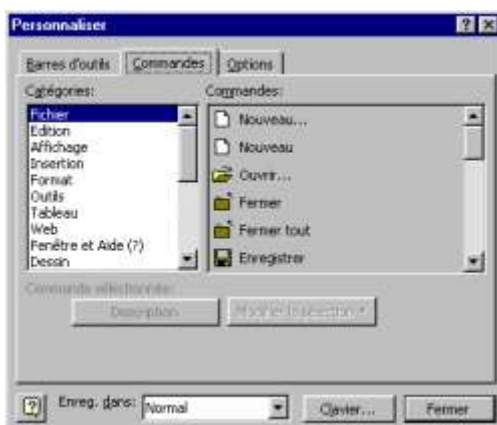 Personnaliser
Barres d'outils Commandes Options
Catégories:
Commandes:
Fichier
Edition
Affichage
Insertion
Format
Outils
Tableau
Web
Fenêtre et Aide (?)
Dessin
Nouveau...
Nouveau
Ouvrir...
Fermer
Fermer tout
Enregistrer
Commande sélectionnée:
Description
Modifier la sélection
Enreg. dans: Normal
Clavier...
Fermer